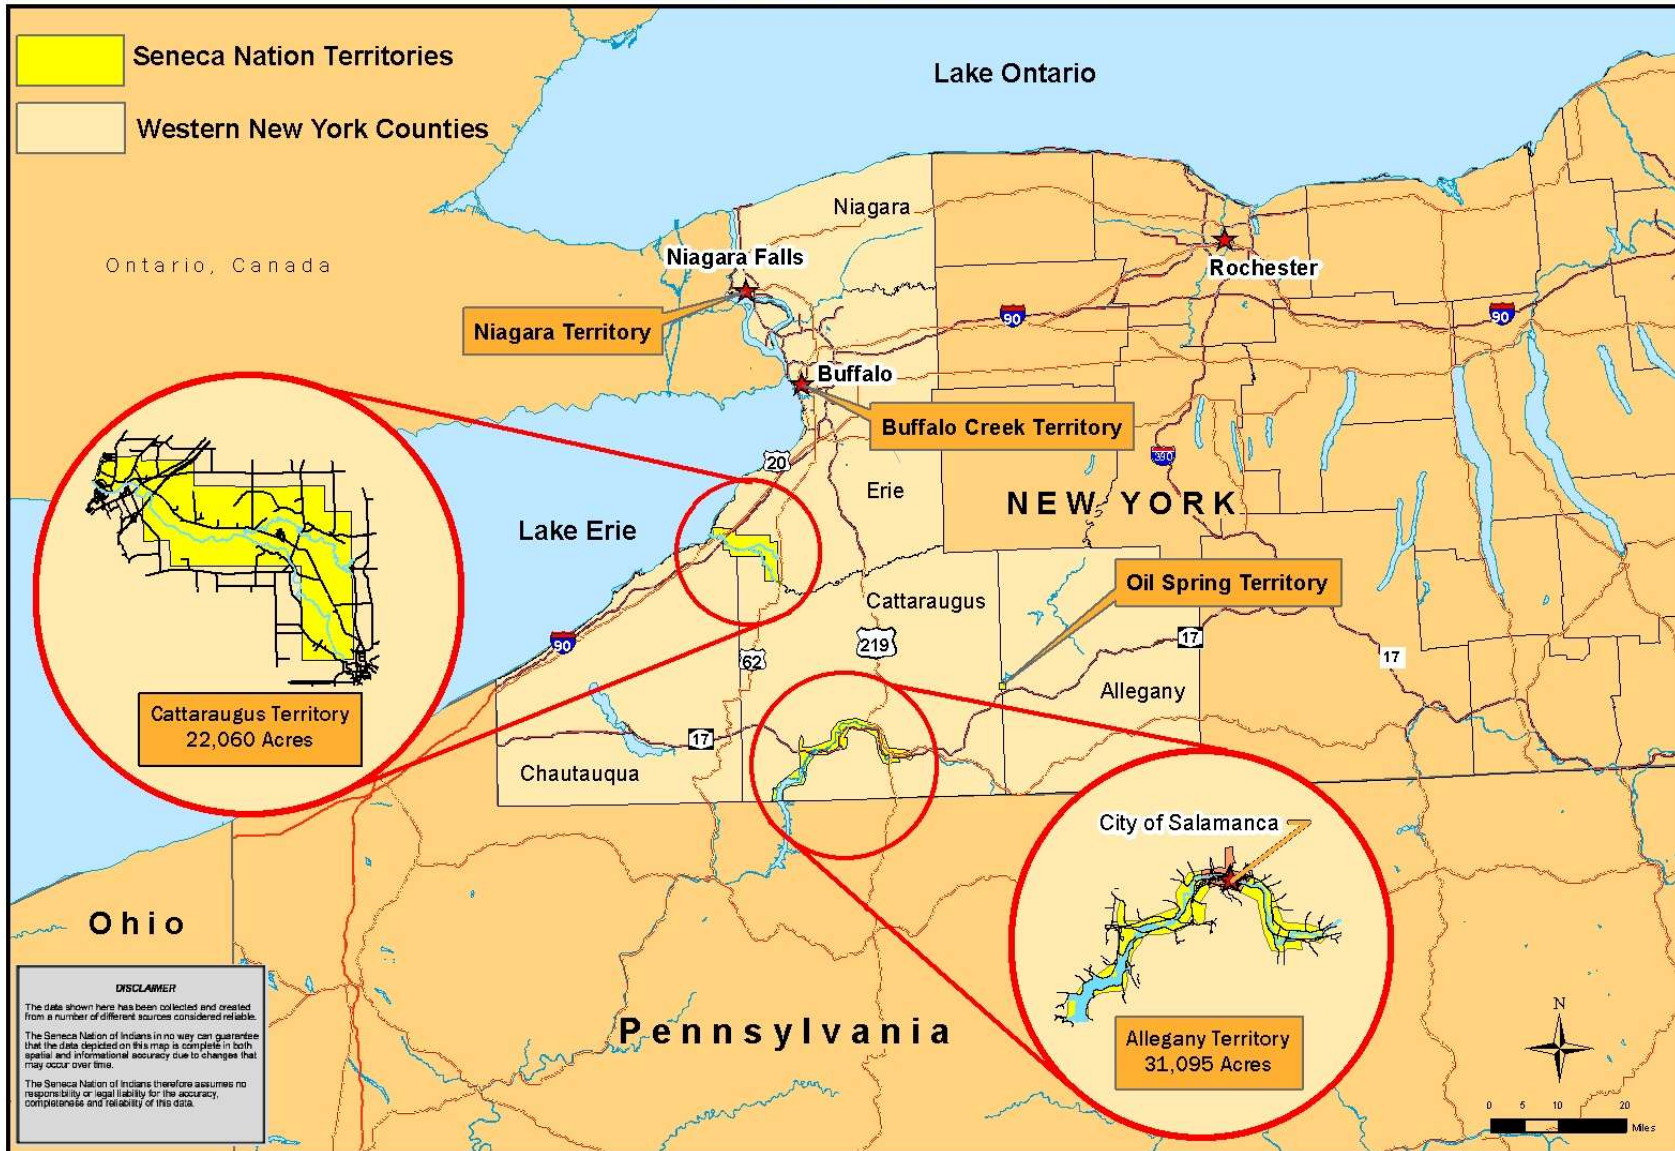 Seneca Nation Territories
Western New York Counties
Lake Ontario
Niagara
Ontario, Canada
Niagara Falls
Rochester
Niagara Territory
90
90
Buffalo
Buffalo Creek Territory
20
390
Erie
NEW YORK
Lake Erie
Oil Spring Territory
Cattaraugus
17
90
219
62
17
Allegany
Cattaraugus Territory
22,060 Acres
17
Chautauqua
City of Salamanca
Ohio
Pennsylvania
Allegany Territory
31,095 Acres
N
0 5 10 20
Miles
DISCLAIMER
The data shown here has been collected and created
from a number of different sources considered reliable.
The Seneca Nation of Indians in no way can guarantee
that the data depicted on this map is complete in both
spatial and informational accuracy due to changes that
may occur over time.
The Seneca Nation of Indians therefore assumes no
responsibility or legal liability for the accuracy,
completeness and reliability of this data.